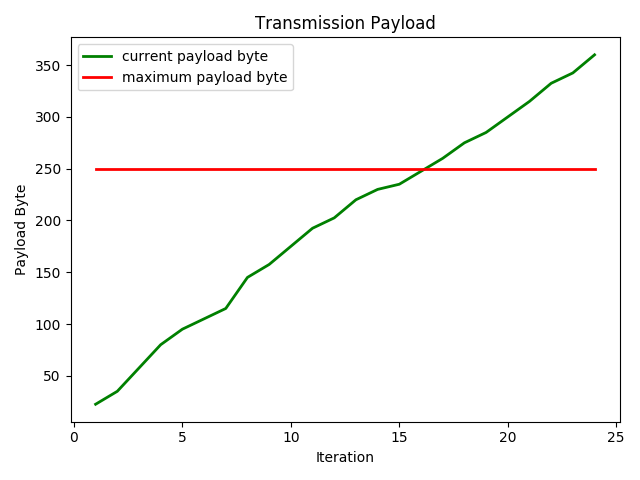 Transmission Payload
current payload byte
maximum payload byte
Payload Byte
350
300
250
200
150
100
50
0
5
10
15
20
25
Iteration